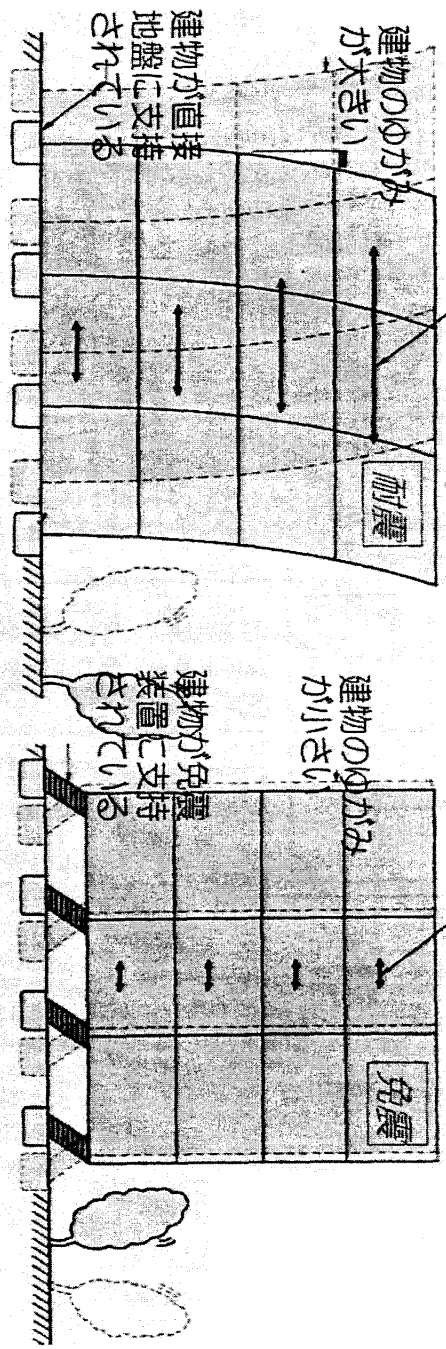 耐震
建物のゆがみ
が大きい
建物が直接
地盤に支持
されている
免震
建物のゆがみ
が小さい
建物が免震
装置に支持
されている